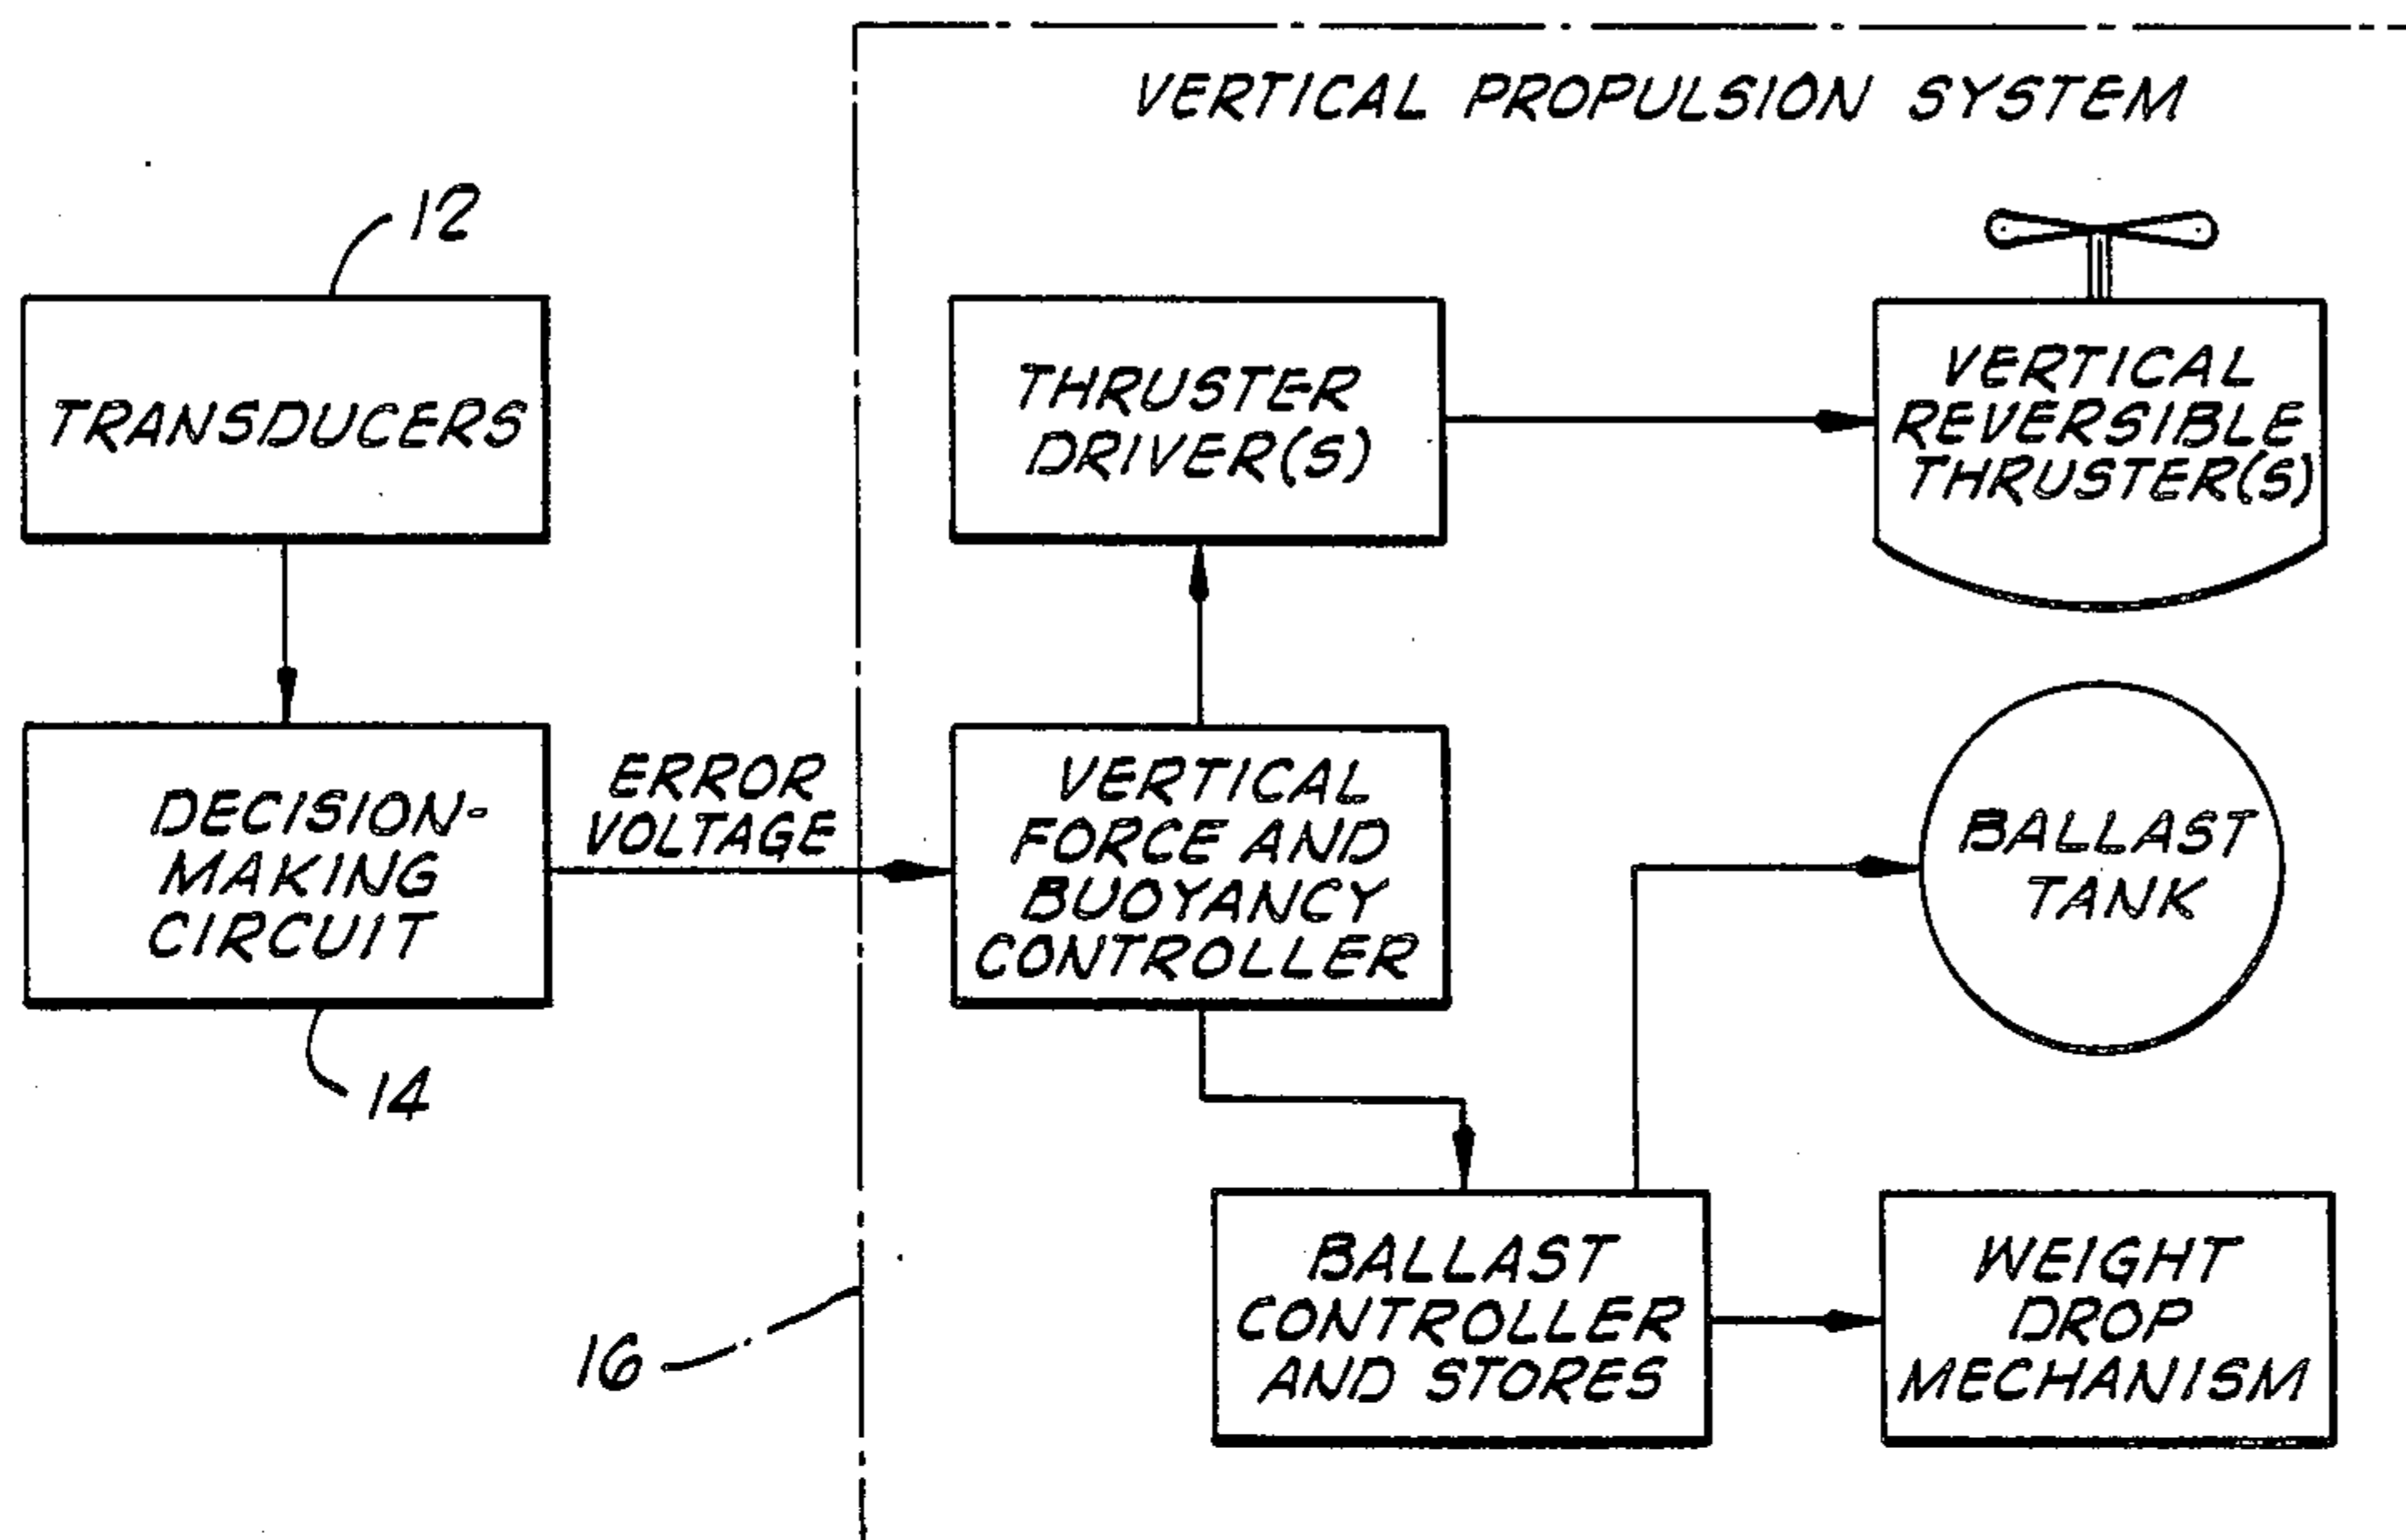 VERTICAL PROPULSION SYSTEM
12
TRANSDUCERS
THRUSTER
DRIVER(S)
VERTICAL
REVERSIBLE
THRUSTER(S)
DECISION-
MAKING
CIRCUIT
14
ERROR
VOLTAGE
VERTICAL
FORCE AND
BUOYANCY
CONTROLLER
BALLAST
TANK
16
BALLAST
CONTROLLER
AND STORES
WEIGHT
DROP
MECHANISM